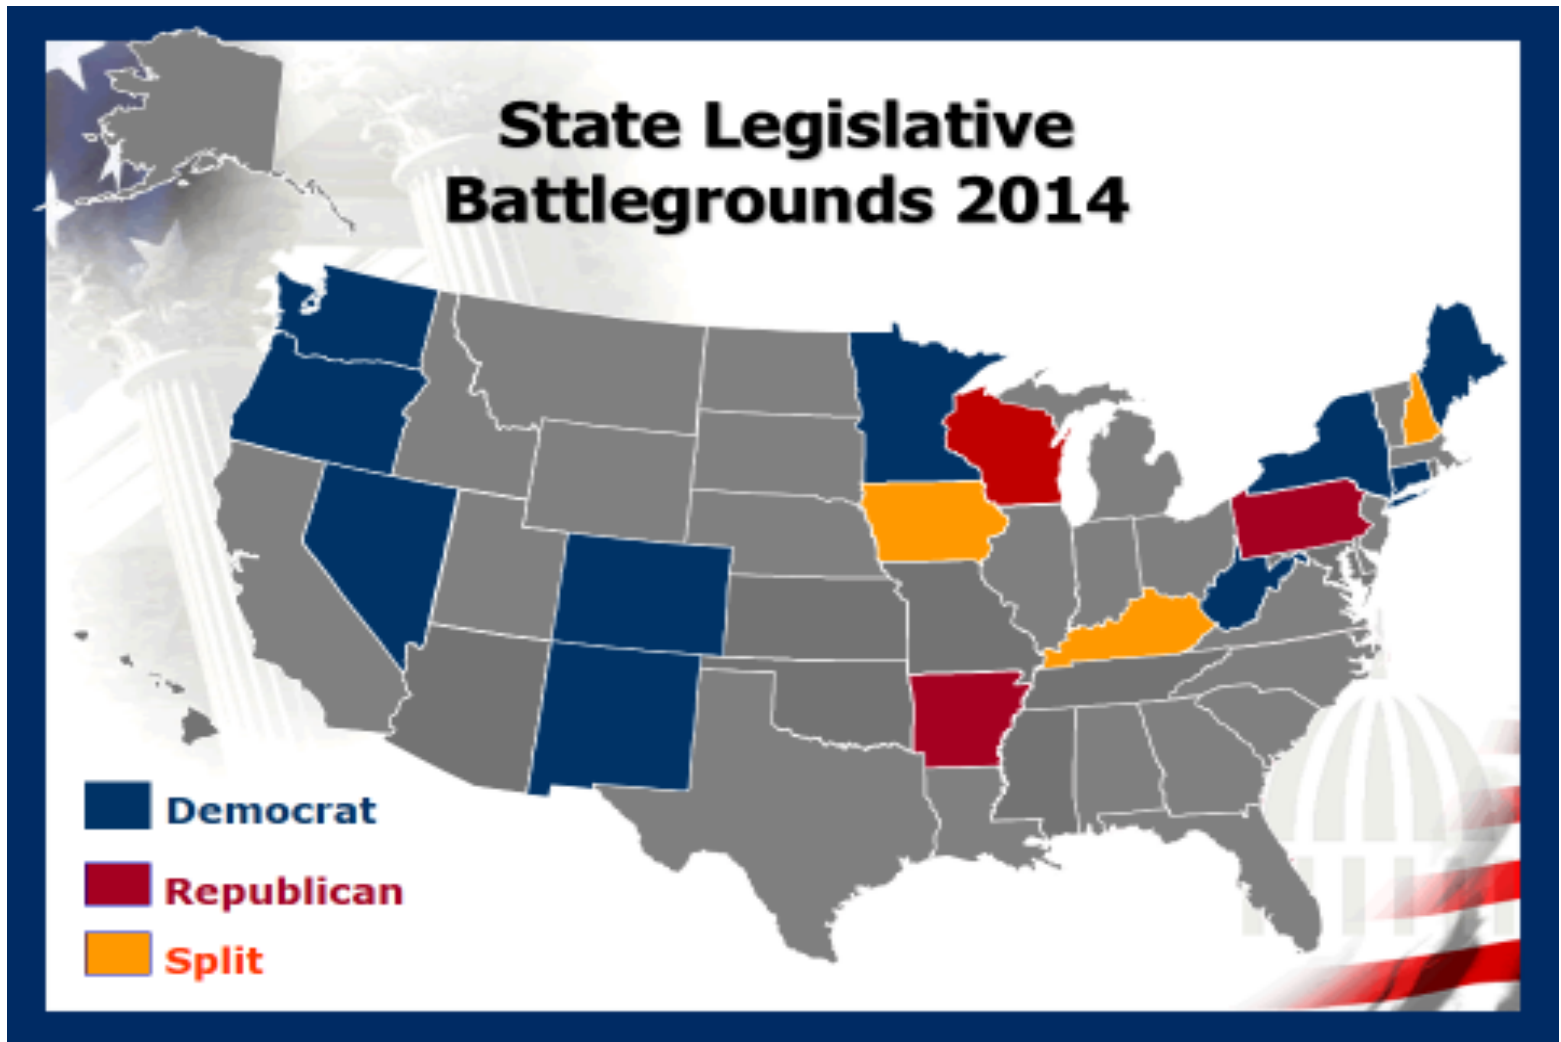 State Legislative
Battlegrounds 2014
Democrat
Republican
Split